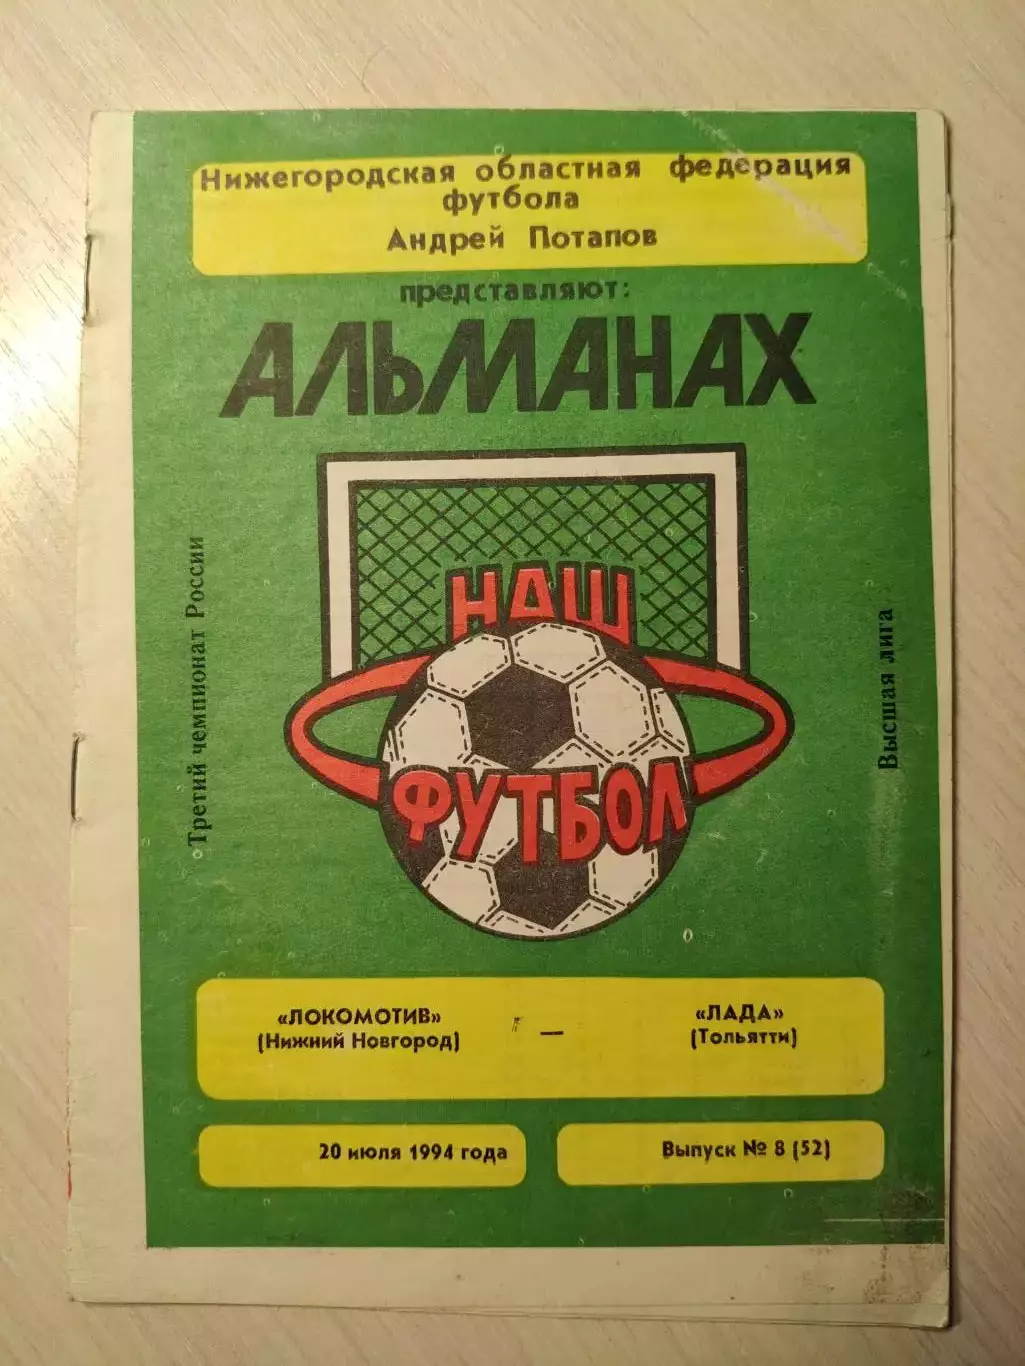 Нижегородская областная федерация
футбола
Андрей Потапов
представляют:
АЛЬМАНАХ
НАШ
ФУТБОЛ
Третий чемпионат России
Высшая лига
«ЛОКОМОТИВ» — «ЛАДА»
(Нижний Новгород) (Тольятти)
20 июля 1994 года
Выпуск № 8 (52)